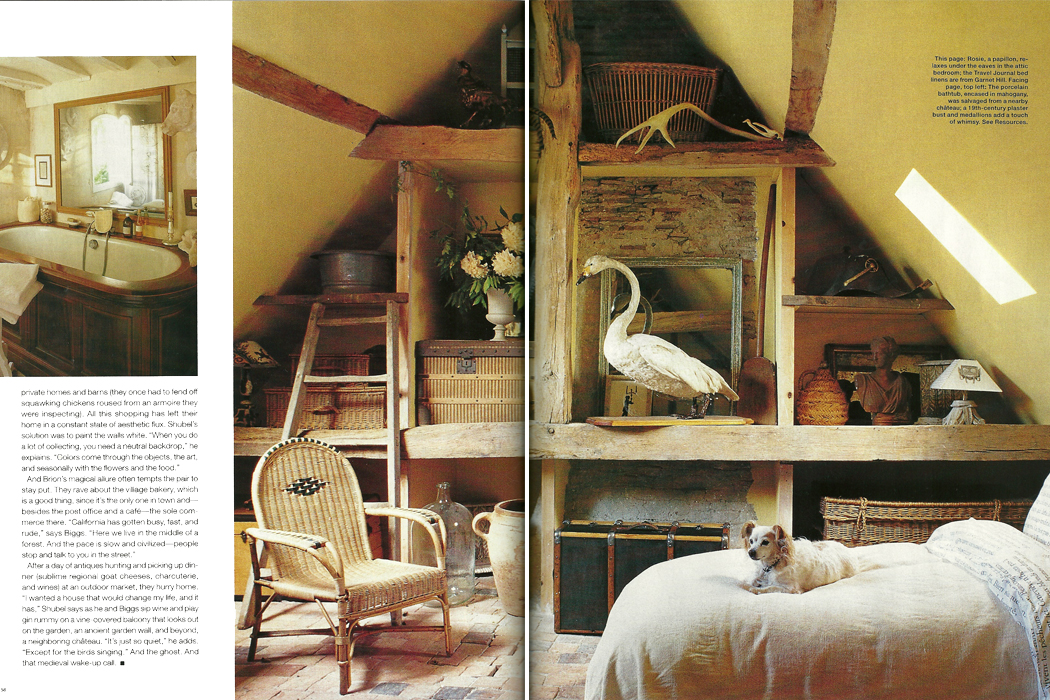 private homes and barns (they once had to fend off
squawking chickens roused from an armoire they
were inspecting). All this shopping has left their
home in a constant state of aesthetic flux. Shubel's
solution was to paint the walls white. "When you do
a lot of collecting, you need a neutral backdrop," he
explains. "Colors come through the objects, the art,
and seasonally with the flowers and the food."
And Brion's magical allure often tempts the pair to
stay put. They rave about the village bakery, which
is a good thing, since it's the only one in town and—
besides the post office and a café—the sole com-
merce there. "California has gotten busy, fast, and
rude," says Biggs. "Here we live in the middle of a
forest. And the pace is slow and civilized—people
stop and talk to you in the street."
After a day of antiques hunting and picking up din-
ner (sublime regional goat cheeses, charcuterie,
and wines) at an outdoor market, they hurry home.
"I wanted a house that would change my life, and it
has," Shubel says as he and Biggs sip wine and play
gin rummy on a vine-covered balcony that looks out
on the garden, an ancient garden wall, and beyond,
a neighboring château. "It's just so quiet," he adds.
"Except for the birds singing." And the ghost. And
that medieval wake-up call. ■
This page: Rosie, a papillon, re-
laxes under the eaves in the attic
bedroom; the Travel Journal bed
linens are from Garnet Hill. Facing
page, top left: The porcelain
bathtub, encased in mahogany,
was salvaged from a nearby
château; a 19th-century plaster
bust and medallions add a touch
of whimsy. See Resources.